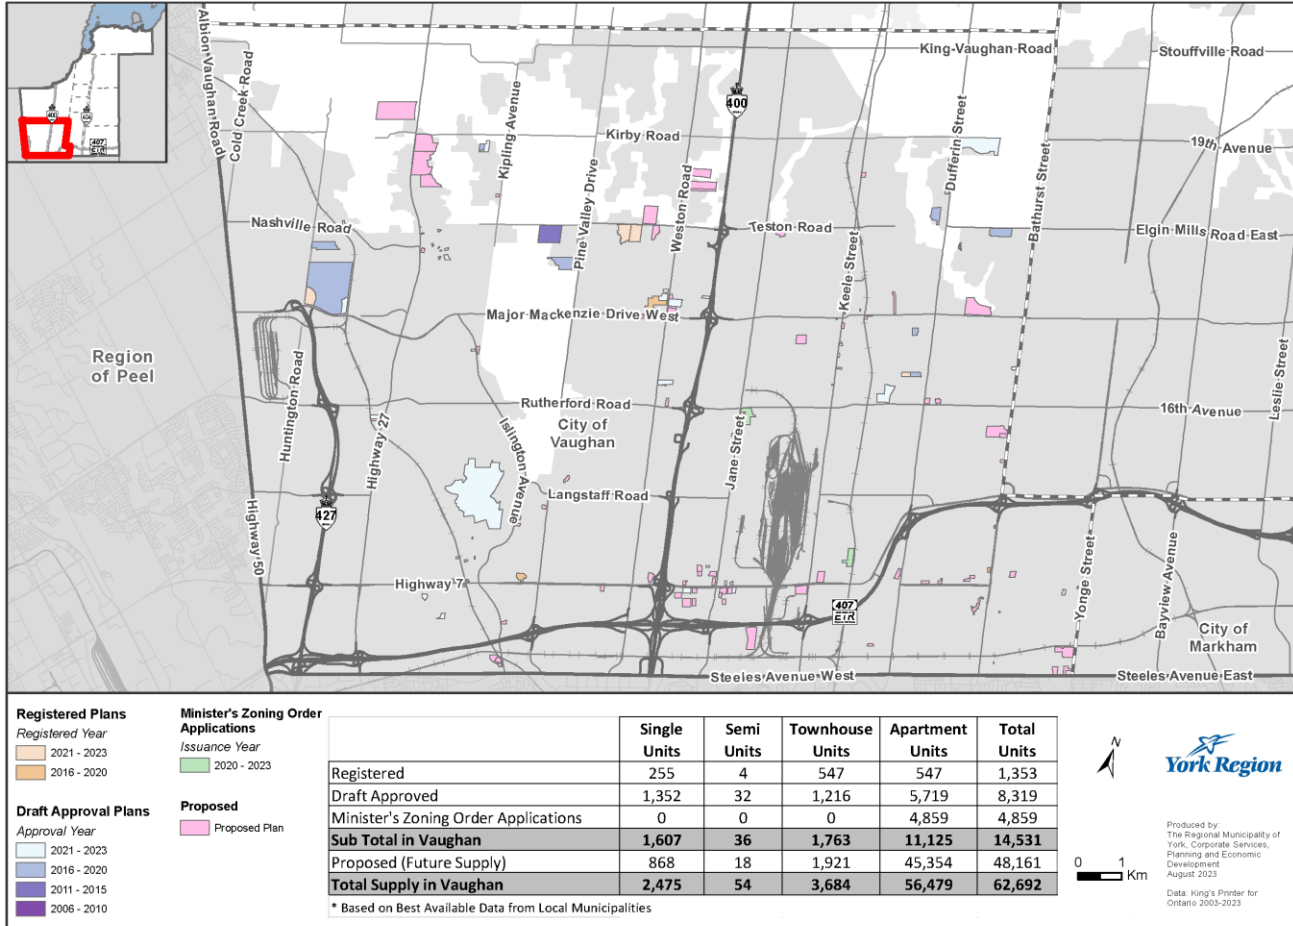 King-Vaughan Road
Stouffville Road
Albion Vaughan Road
Cold Creek Road
400
404
407
ETR
400
Kipling Avenue
Kirby Road
Dufferin Street
19th Avenue
Pine Valley Drive
Weston Road
Bathurst Street
Nashville Road
Teston Road
Elgin Mills Road East
Keele Street
Major Mackenzie Drive West
Region
of Peel
Huntington Road
Rutherford Road
City of
Vaughan
16th Avenue
Leslie Street
Highway 27
Islington Avenue
Jane Street
Langstaff Road
427
Highway 50
Highway 7
407
ETR
Yonge Street
Bayview Avenue
City of
Markham
Steeles Avenue West
Steeles Avenue East
Registered Plans
Registered Year
2021 - 2023
2016 - 2020
Draft Approval Plans
Approval Year
2021 - 2023
2016 - 2020
2011 - 2015
2006 - 2010
Minister's Zoning Order
Applications
Issuance Year
2020 - 2023
Proposed
Proposed Plan
Single Semi Townhouse Apartment Total
Units Units Units Units Units
Registered 255 4 547 547 1,353
Draft Approved 1,352 32 1,216 5,719 8,319
Minister's Zoning Order Applications 0 0 0 4,859 4,859
Sub Total in Vaughan 1,607 36 1,763 11,125 14,531
Proposed (Future Supply) 868 18 1,921 45,354 48,161
Total Supply in Vaughan 2,475 54 3,684 56,479 62,692
* Based on Best Available Data from Local Municipalities
N
0 1
Km
York Region
Produced by:
The Regional Municipality of
York, Corporate Services,
Planning and Economic
Development
August 2023
Data: King's Printer for
Ontario 2003-2023